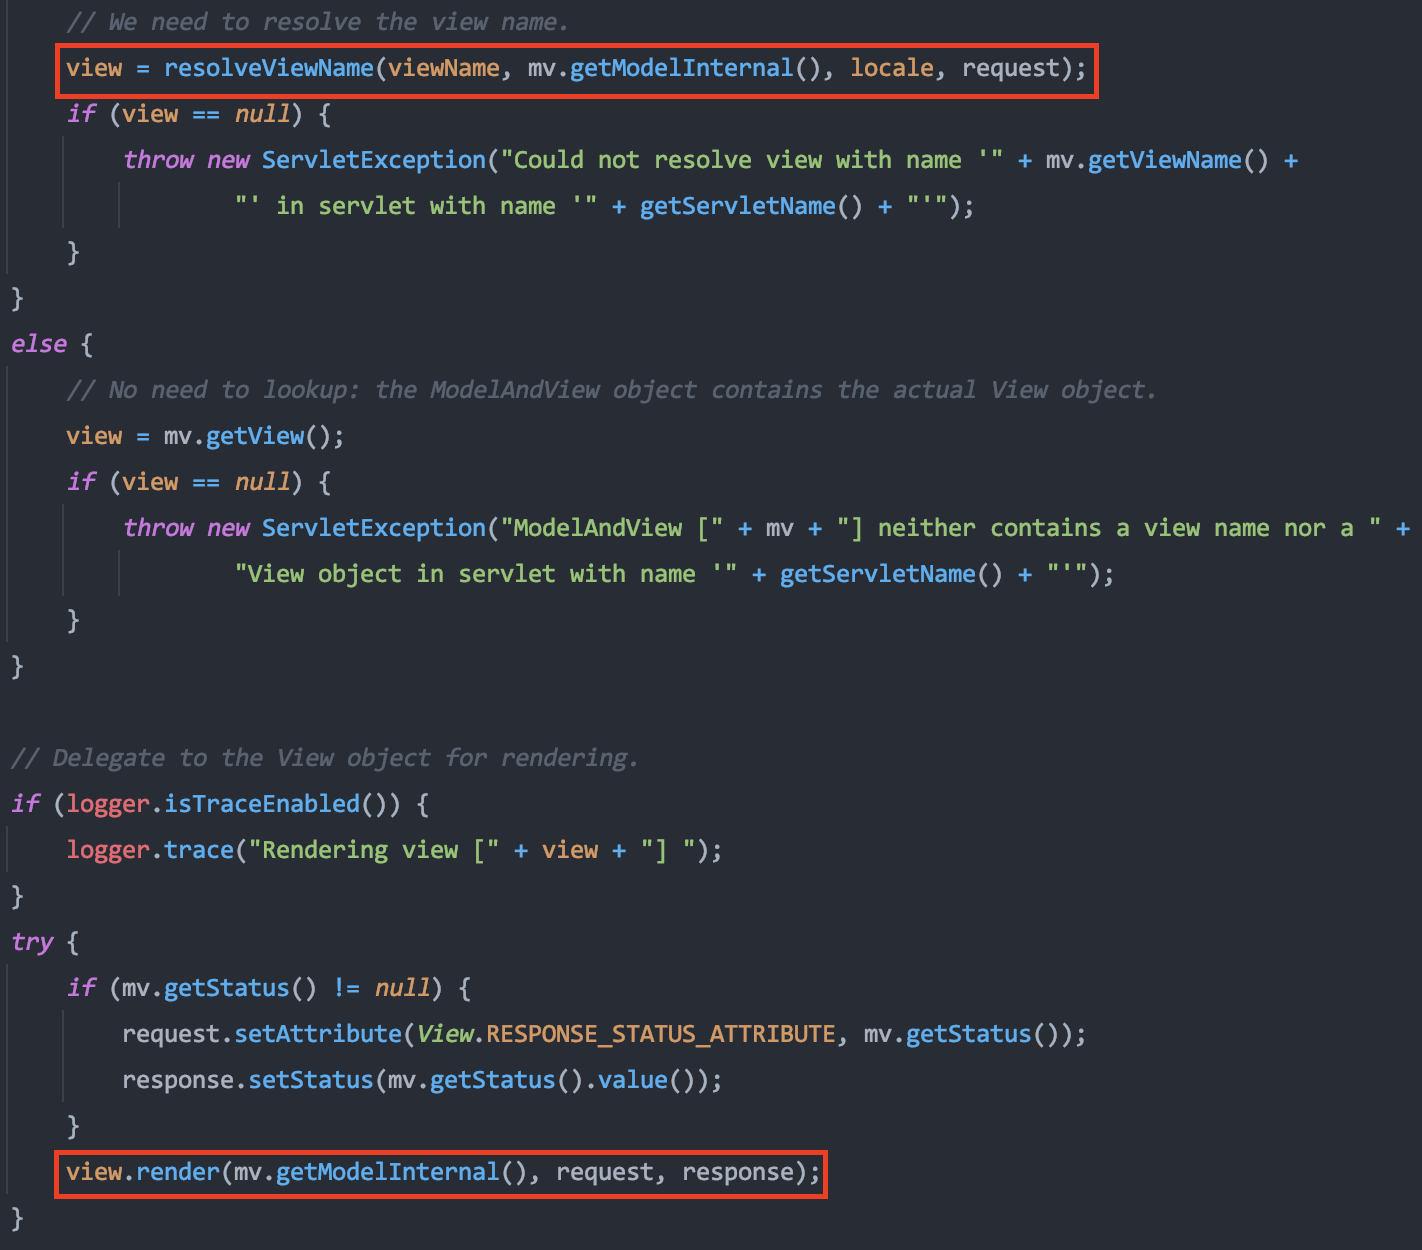 // We need to resolve the view name.
view = resolveViewName(viewName, mv.getModelInternal(), locale, request);
if (view == null) {
throw new ServletException("Could not resolve view with name '" + mv.getViewName() +
"' in servlet with name '" + getServletName() + "'");
}
}
else {
// No need to lookup: the ModelAndView object contains the actual View object.
view = mv.getView();
if (view == null) {
throw new ServletException("ModelAndView [" + mv + "] neither contains a view name nor a " +
"View object in servlet with name '" + getServletName() + "'");
}
}
// Delegate to the View object for rendering.
if (logger.isTraceEnabled()) {
logger.trace("Rendering view [" + view + "] ");
}
try {
if (mv.getStatus() != null) {
request.setAttribute(View.RESPONSE_STATUS_ATTRIBUTE, mv.getStatus());
response.setStatus(mv.getStatus().value());
}
view.render(mv.getModelInternal(), request, response);
}